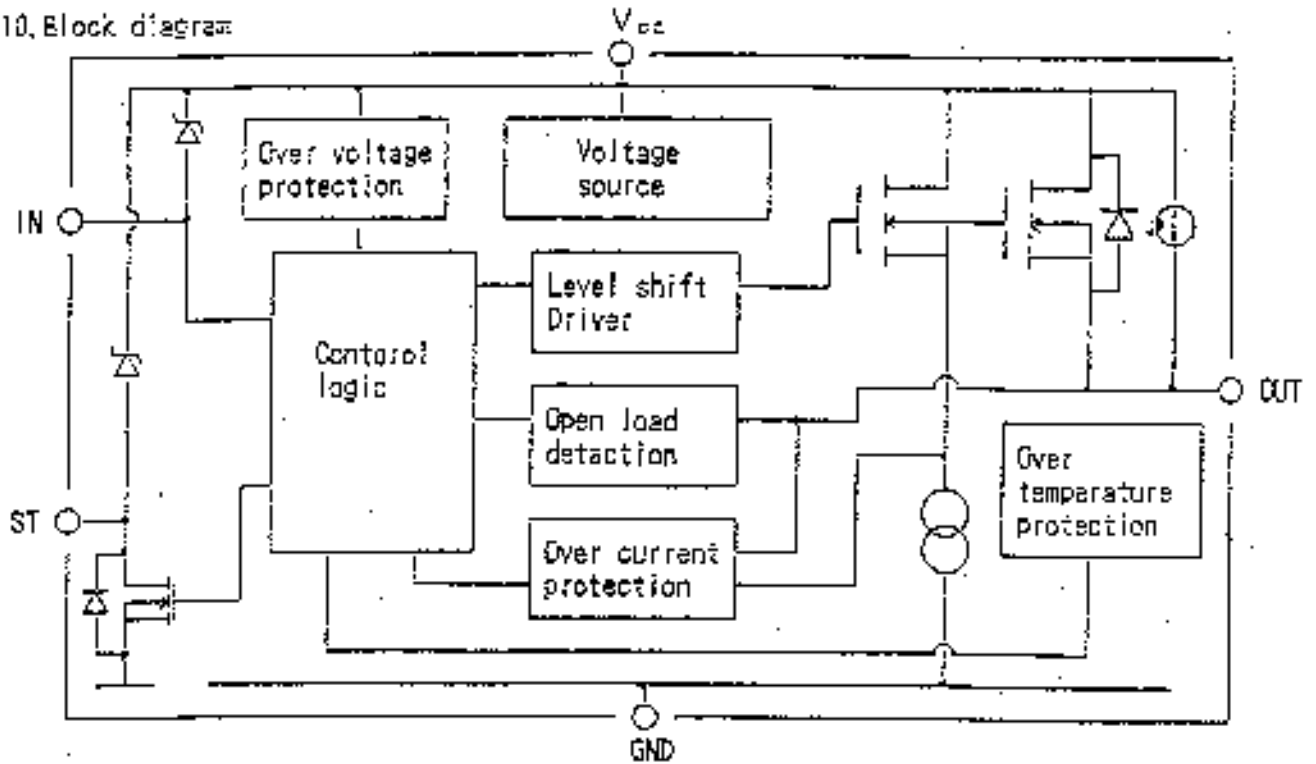 10. Block diagram
Vcc
Over voltage
protection
Voltage
source
IN
Level shift
Driver
Contorol
logic
OUT
Open load
detaction
Over
temparature
protection
ST
Over current
protection
GND